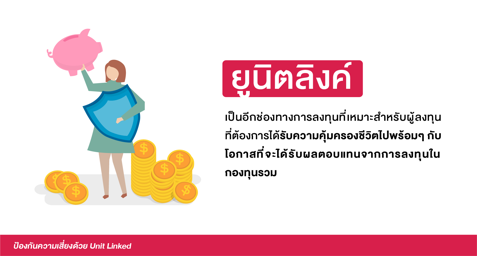 ยูนิตลิงค์
เป็นอีกช่องทางการลงทุนที่เหมาะสำหรับผู้ลงทุน
ที่ต้องการได้รับความคุ้มครองชีวิตไปพร้อมๆ กับ
โอกาสที่จะได้รับผลตอบแทนจากการลงทุนใน
กองทุนรวม
ป้องกันความเสี่ยงด้วย Unit Linked